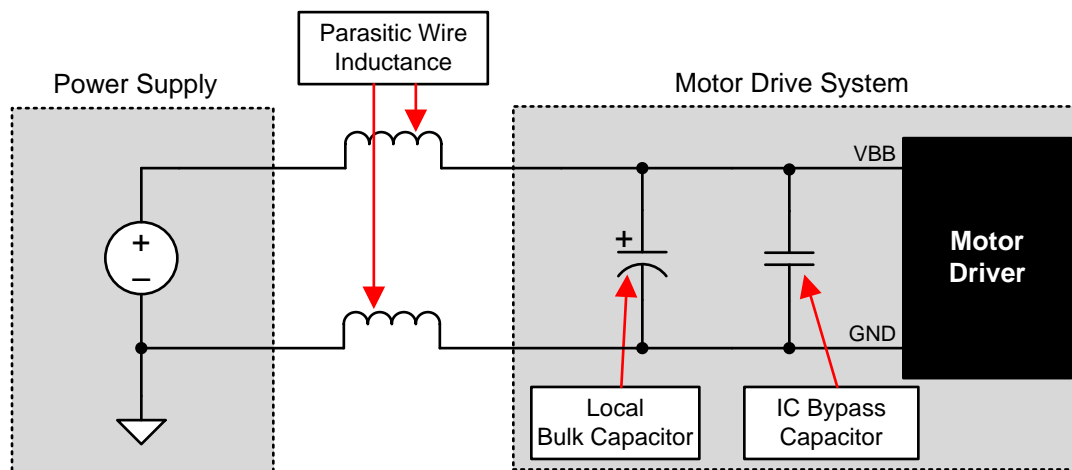 Parasitic Wire
Inductance
Power Supply
Motor Drive System
VBB
+
–
+
Motor
Driver
GND
Local
Bulk Capacitor
IC Bypass
Capacitor